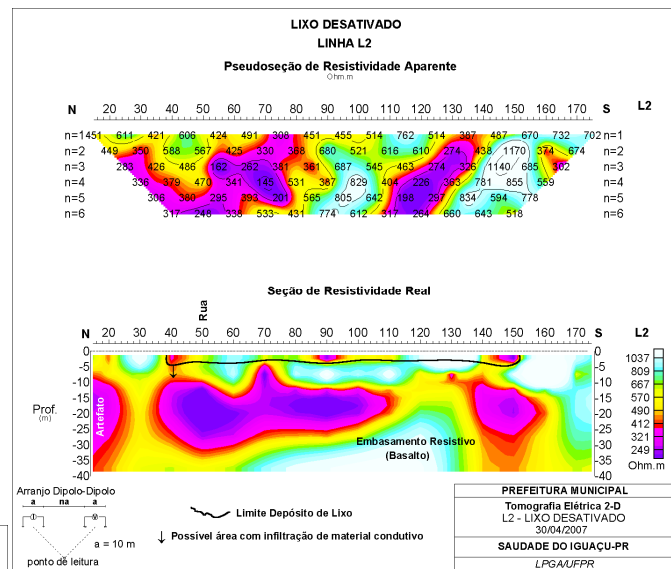 LIXO DESATIVADO
LINHA L2
Pseudoseção de Resistividade Aparente
Ohm.m
N 20 30 40 50 60 70 80 90 100 110 120 130 140 150 160 170 S L2
n=1 451 611 421 606 424 491 308 451 455 514 762 514 387 487 670 732 702 n=1
n=2 449 350 588 567 425 330 368 680 521 616 610 274 438 1170 374 674 n=2
n=3 283 426 486 162 262 381 361 687 545 463 274 326 1140 685 302 n=3
n=4 336 379 470 341 145 531 387 829 404 226 363 781 855 559 n=4
n=5 306 380 295 393 201 565 805 642 198 297 834 594 778 n=5
n=6 317 248 338 533 431 774 612 317 264 660 643 518 n=6
Seção de Resistividade Real
Rua
N 20 30 40 50 60 70 80 90 100 110 120 130 140 150 160 170 S L2
0 0
-5 -5 1037
-10 -10 809
-15 -15 667
Prof. -20 -20 570
(m) -25 -25 490
-30 -30 412
-35 -35 321
-40 -40 249
Ohm.m
Artefato
Embasamento Resistivo
(Basalto)
Arranjo Dipolo-Dipolo
a na a
I V
a = 10 m
ponto de leitura
Limite Depósito de Lixo
Possível área com infiltração de material condutivo
PREFEITURA MUNICIPAL
Tomografia Elétrica 2-D
L2 - LIXO DESATIVADO
30/04/2007
SAUDADE DO IGUAÇU-PR
LPGA/UFPR